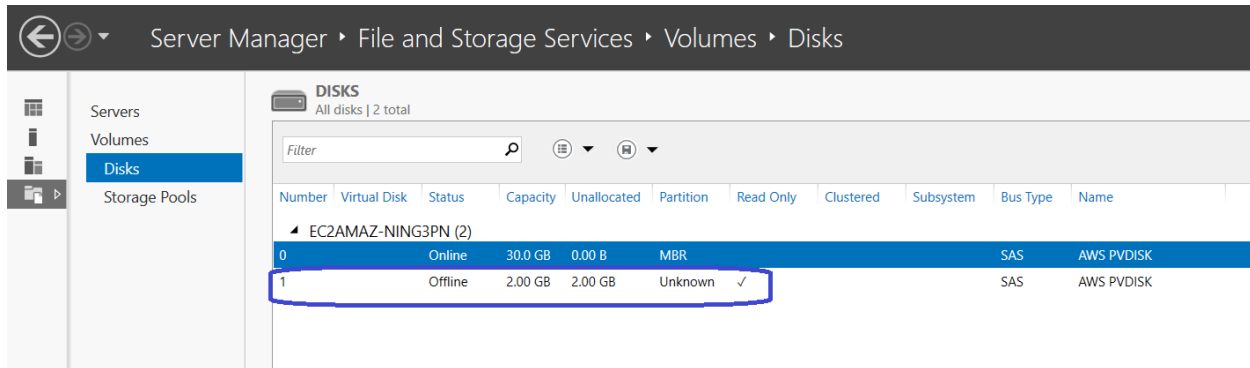 Server Manager ‣ File and Storage Services ‣ Volumes ‣ Disks
Servers
Volumes
Disks
Storage Pools
DISKS
All disks | 2 total
Filter
Number Virtual Disk Status Capacity Unallocated Partition Read Only Clustered Subsystem Bus Type Name
EC2AMAZ-NING3PN (2)
0 Online 30.0 GB 0.00 B MBR SAS AWS PVDISK
1 Offline 2.00 GB 2.00 GB Unknown ✓ SAS AWS PVDISK